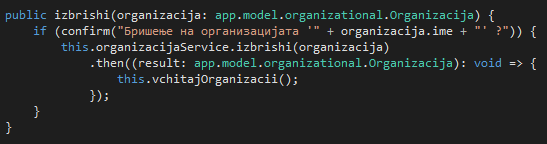 public izbrishi(organizacija: app.model.organizational.Organizacija) {
if (confirm("Бришење на организацијата '" + organizacija.ime + "' ?")) {
this.organizacijaService.izbrishi(organizacija)
.then((result: app.model.organizational.Organizacija): void => {
this.vchitajOrganizacii();
});
}
}